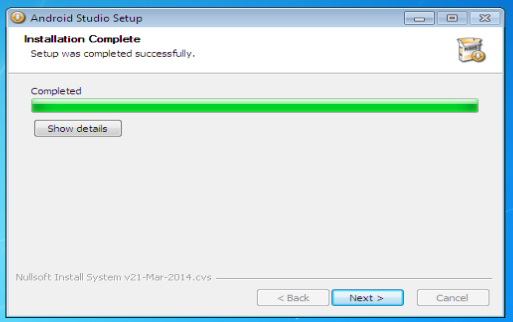 Android Studio Setup
Installation Complete
Setup was completed successfully.
Completed
Show details
Nullsoft Install System v21-Mar-2014.cvs
< Back
Next >
Cancel